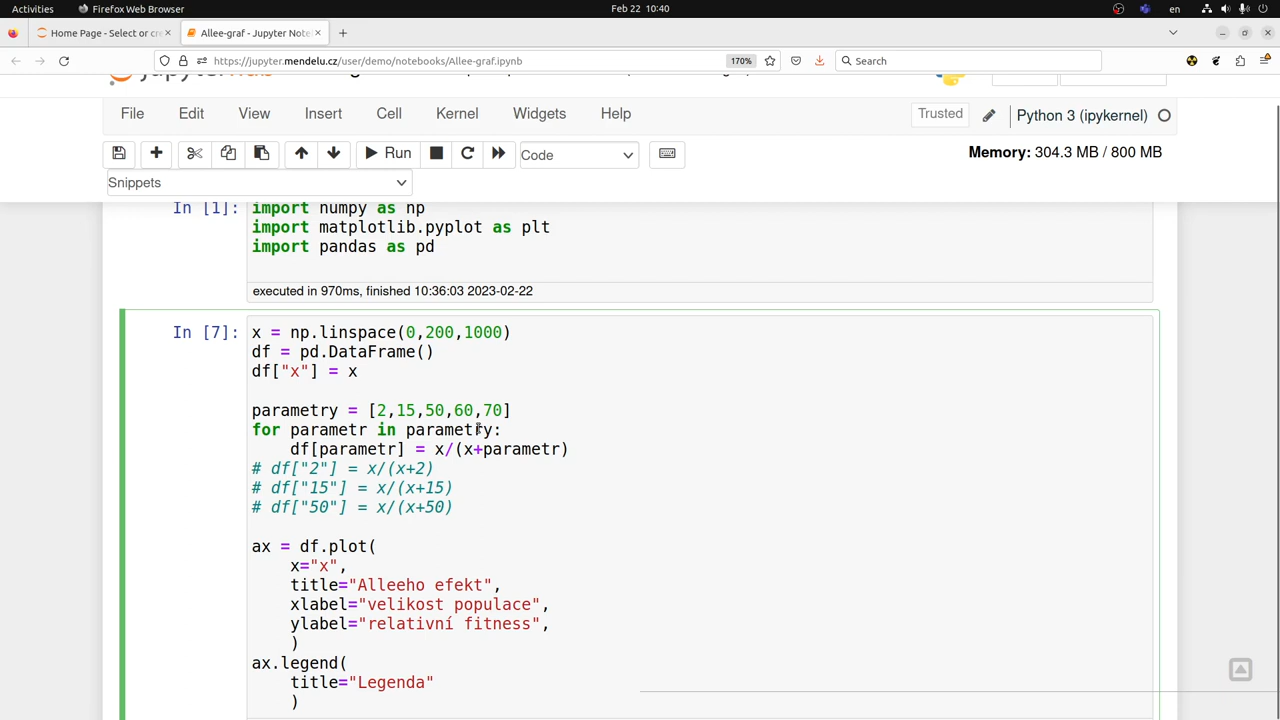 Activities Firefox Web Browser Feb 22 10:40 en
Home Page - Select or cre Allee-graf - Jupyter Note
https://jupyter.mendelu.cz/user/demo/notebooks/Allee-graf.ipynb 170% Search
File Edit View Insert Cell Kernel Widgets Help Trusted Python 3 (ipykernel)
Run Code Memory: 304.3 MB / 800 MB
Snippets
In [1]: import numpy as np
import matplotlib.pyplot as plt
import pandas as pd
executed in 970ms, finished 10:36:03 2023-02-22
In [7]: x = np.linspace(0,200,1000)
df = pd.DataFrame()
df["x"] = x
parametry = [2,15,50,60,70]
for parametr in parametry:
df[parametr] = x/(x+parametr)
# df["2"] = x/(x+2)
# df["15"] = x/(x+15)
# df["50"] = x/(x+50)
ax = df.plot(
x="x",
title="Alleeho efekt",
xlabel="velikost populace",
ylabel="relativní fitness",
)
ax.legend(
title="Legenda"
)